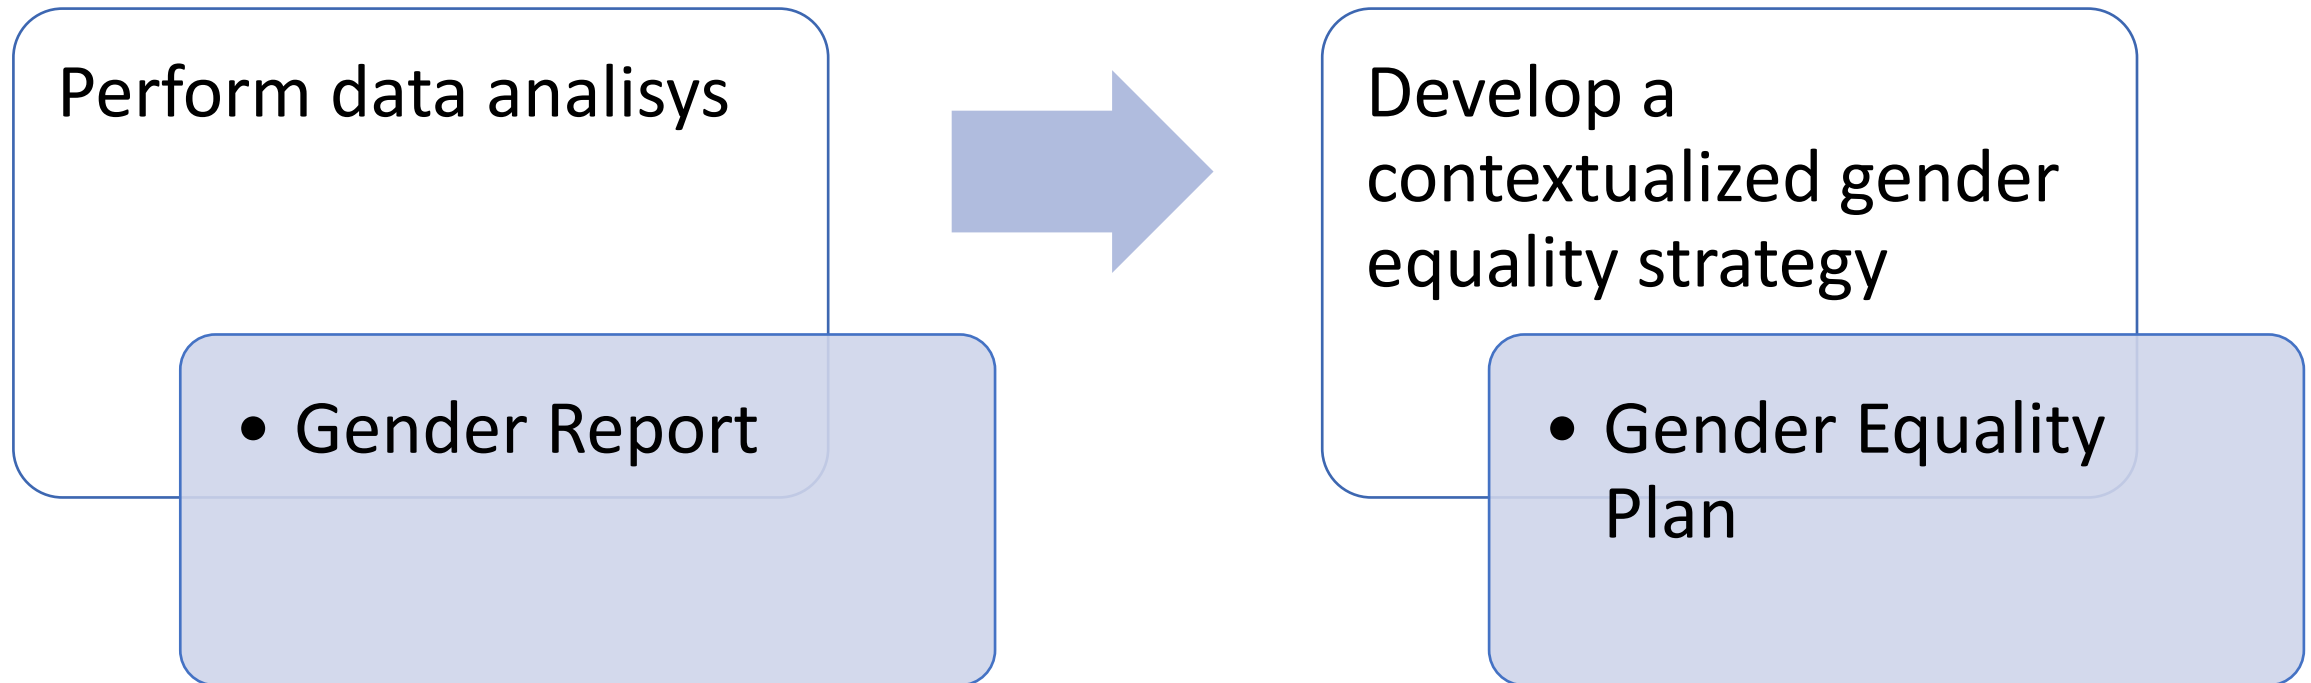 Perform data analisys
• Gender Report
Develop a
contextualized gender
equality strategy
• Gender Equality
Plan